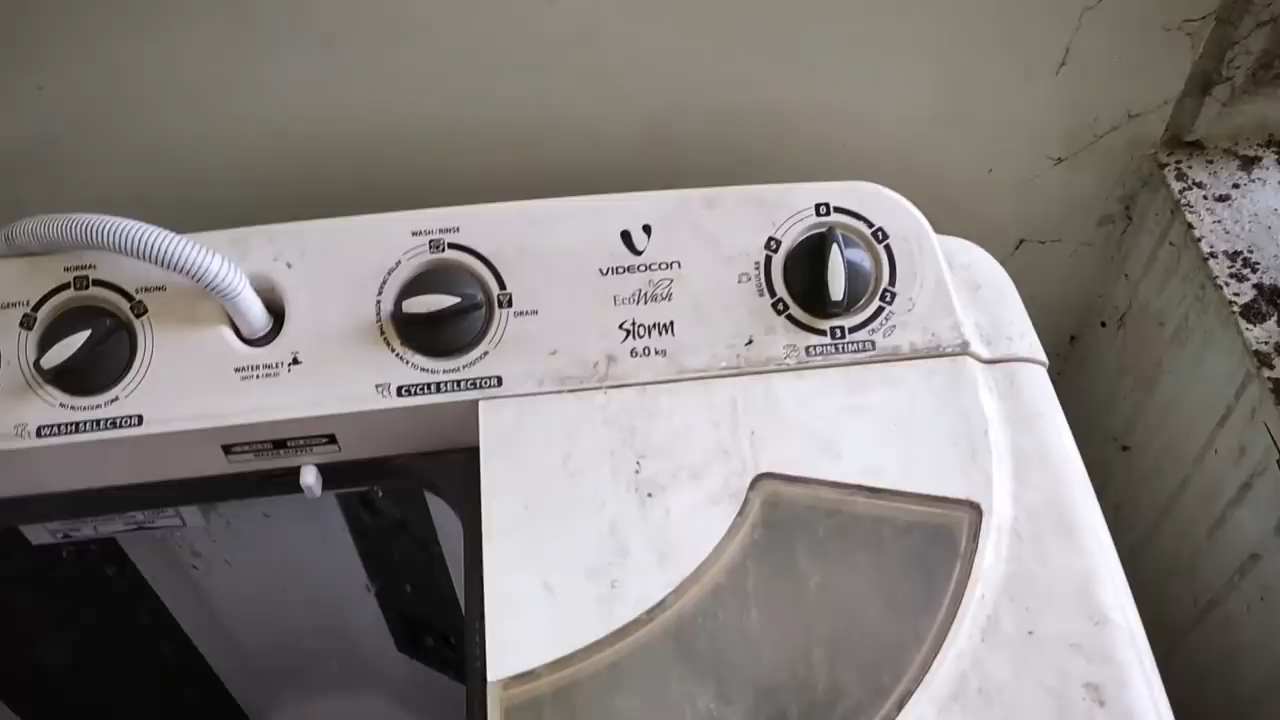 NORMAL
GENTLE
STRONG
NO ROTATION ZONE
WASH SELECTOR
WATER INLET
(HOT & COLD)
WASH/RINSE
DRAIN
CYCLE SELECTOR
VIDEOCON
EcoWash
Storm
6.0 kg
0
1
2
3
4
5
REGULAR
DELICATE
SPIN TIMER
WATER SUPPLY